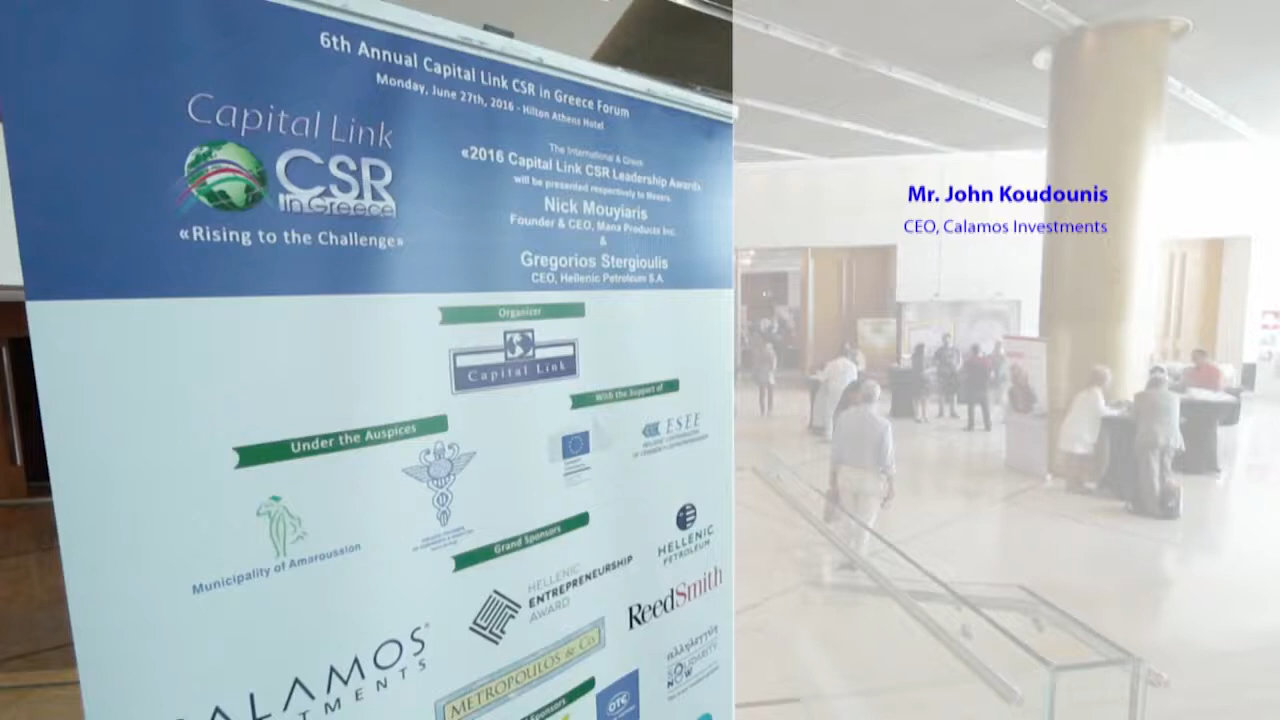 6th Annual Capital Link CSR in Greece Forum
Monday, June 27th, 2016 - Hilton Athens Hotel
Capital Link
CSR
in Greece
«Rising to the Challenge»
The International & Greek
«2016 Capital Link CSR Leadership Award»
will be presented respectively to Messrs.
Nick Mouyiaris
Founder & CEO, Mana Products Inc.
&
Gregorios Stergioulis
CEO, Hellenic Petroleum S.A.
Mr. John Koudounis
CEO, Calamos Investments
Organizer
Capital Link
With the Support of
Under the Auspices
ESEE
Municipality of Amaroussion
Grand Sponsors
HELLENIC
PETROLEUM
HELLENIC
ENTREPRENEURSHIP
AWARD
ReedSmith
METROPOULOS & Co.
αλληλεγγύη
SOLIDARITY
NOW
ALAMOS
TMENTS
OTE
Sponsors